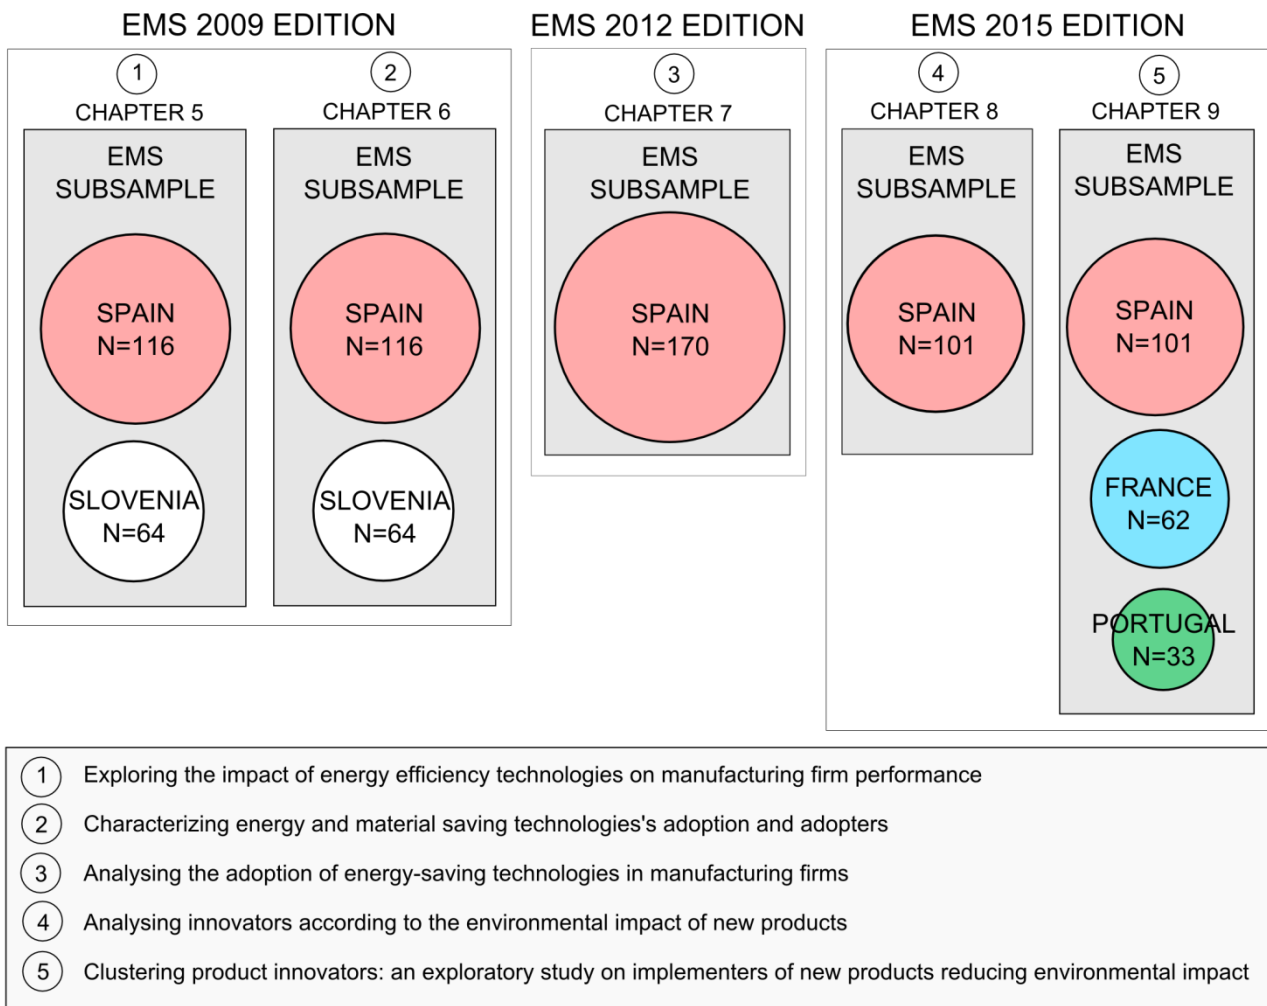 EMS 2009 EDITION
1
CHAPTER 5
EMS
SUBSAMPLE
SPAIN
N=116
SLOVENIA
N=64
2
CHAPTER 6
EMS
SUBSAMPLE
SPAIN
N=116
SLOVENIA
N=64
EMS 2012 EDITION
3
CHAPTER 7
EMS
SUBSAMPLE
SPAIN
N=170
EMS 2015 EDITION
4
CHAPTER 8
EMS
SUBSAMPLE
SPAIN
N=101
5
CHAPTER 9
EMS
SUBSAMPLE
SPAIN
N=101
FRANCE
N=62
PORTUGAL
N=33
1 Exploring the impact of energy efficiency technologies on manufacturing firm performance
2 Characterizing energy and material saving technologies's adoption and adopters
3 Analysing the adoption of energy-saving technologies in manufacturing firms
4 Analysing innovators according to the environmental impact of new products
5 Clustering product innovators: an exploratory study on implementers of new products reducing environmental impact